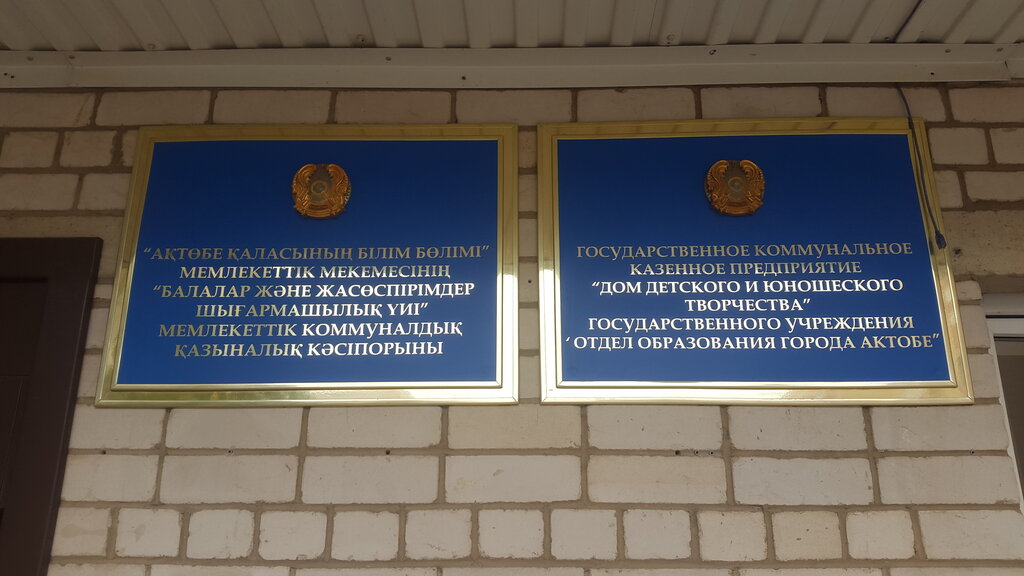 "АҚТӨБЕ ҚАЛАСЫНЫҢ БІЛІМ БӨЛІМІ"
МЕМЛЕКЕТТІК МЕКЕМЕСІНІҢ
"БАЛАЛАР ЖӘНЕ ЖАСӨСПІРІМДЕР
ШЫҒАРМАШЫЛЫҚ ҮИІ"
МЕМЛЕКЕТТІК КОММУНАЛДЫҚ
ҚАЗЫНАЛЫҚ КӘСІПОРЫНЫ
ГОСУДАРСТВЕННОЕ КОММУНАЛЬНОЕ
КАЗЕННОЕ ПРЕДПРИЯТИЕ
"ДОМ ДЕТСКОГО И ЮНОШЕСКОГО
ТВОРЧЕСТВА"
ГОСУДАРСТВЕННОГО УЧРЕЖДЕНИЯ
'ОТДЕЛ ОБРАЗОВАНИЯ ГОРОДА АКТОБЕ"